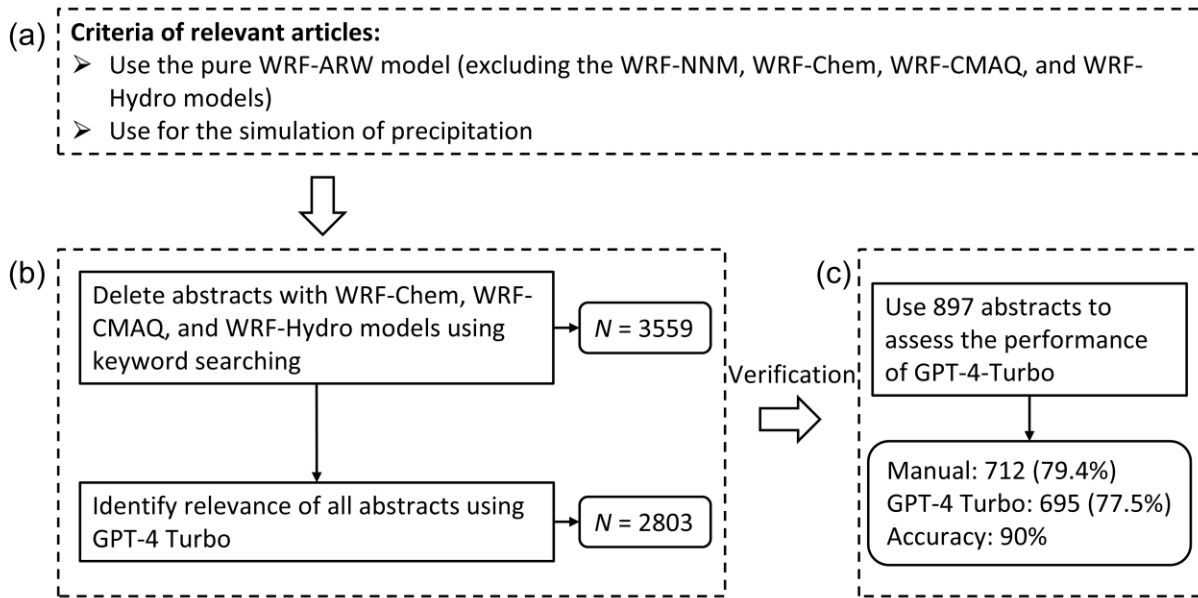 (a)
Criteria of relevant articles:
➢ Use the pure WRF-ARW model (excluding the WRF-NNM, WRF-Chem, WRF-CMAQ, and WRF-
Hydro models)
➢ Use for the simulation of precipitation
(b)
Delete abstracts with WRF-Chem, WRF-
CMAQ, and WRF-Hydro models using
keyword searching
N = 3559
Identify relevance of all abstracts using
GPT-4 Turbo
N = 2803
Verification
(c)
Use 897 abstracts to
assess the performance
of GPT-4-Turbo
Manual: 712 (79.4%)
GPT-4 Turbo: 695 (77.5%)
Accuracy: 90%